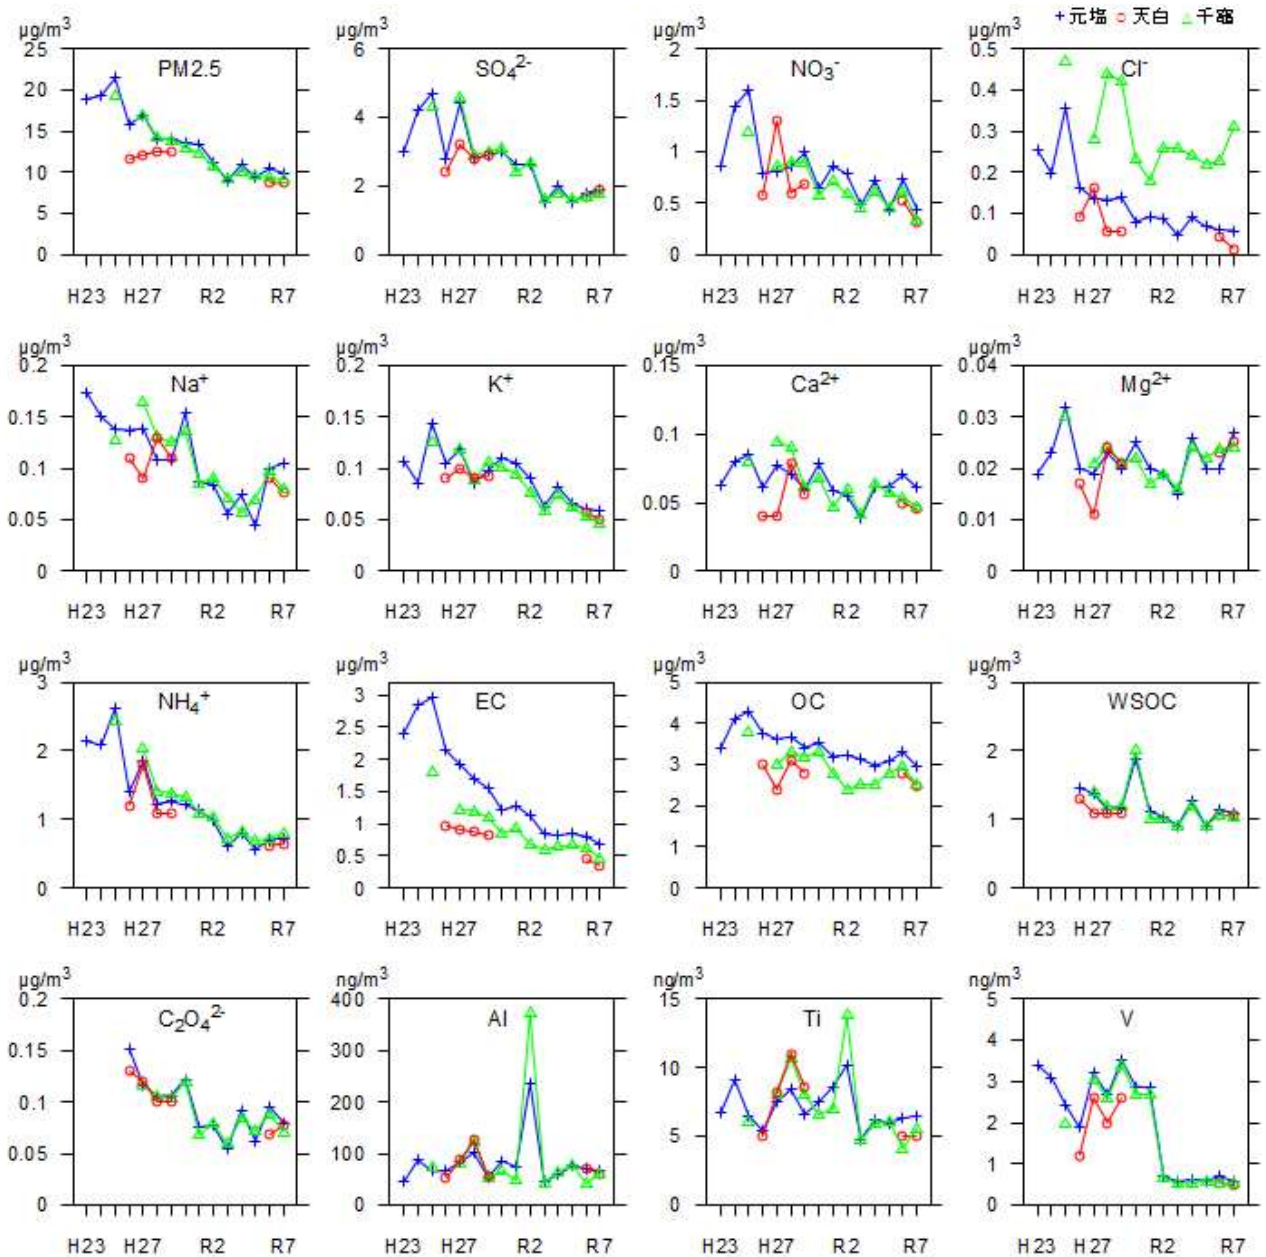 +元塩 ○天白 △千竈
µg/m³ µg/m³ µg/m³ µg/m³
25 6 2 0.5
PM2.5 SO₄²⁻ NO₃⁻ Cl⁻
20 4 1.5 0.4
15 2 1 0.3
10 0 0.5 0.2
5 0 0.1
0 0
H23 H27 R2 R7 H23 H27 R2 R7 H23 H27 R2 R7 H23 H27 R2 R7
µg/m³ µg/m³ µg/m³ µg/m³
0.2 0.2 0.15 0.04
Na⁺ K⁺ Ca²⁺ Mg²⁺
0.15 0.15 0.1 0.03
0.1 0.1 0.05 0.02
0.05 0.05 0 0.01
0 0 0
H23 H27 R2 R7 H23 H27 R2 R7 H23 H27 R2 R7 H23 H27 R2 R7
µg/m³ µg/m³ µg/m³ µg/m³
3 3 5 3
NH₄⁺ EC OC WSOC
2 2.5 4 2
1 2 3 1
0 1.5 2 0
1 1
0.5 0
0
H23 H27 R2 R7 H23 H27 R2 R7 H23 H27 R2 R7 H23 H27 R2 R7
µg/m³ ng/m³ ng/m³ ng/m³
0.2 400 15 5
C₂O₄²⁻ Al Ti V
0.15 300 10 4
0.1 200 5 3
0.05 100 0 2
0 0 1
0
H23 H27 R2 R7 H23 H27 R2 R7 H23 H27 R2 R7 H23 H27 R2 R7